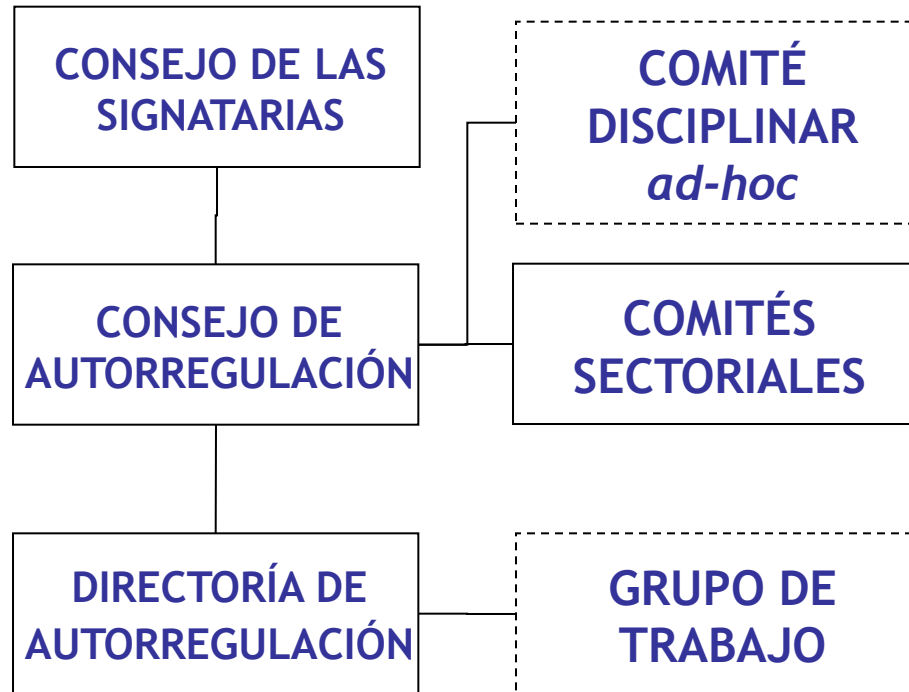 CONSEJO DE LAS
SIGNATARIAS
COMITÉ
DISCIPLINAR
ad-hoc
CONSEJO DE
AUTORREGULACIÓN
COMITÉS
SECTORIALES
DIRECTORÍA DE
AUTORREGULACIÓN
GRUPO DE
TRABAJO